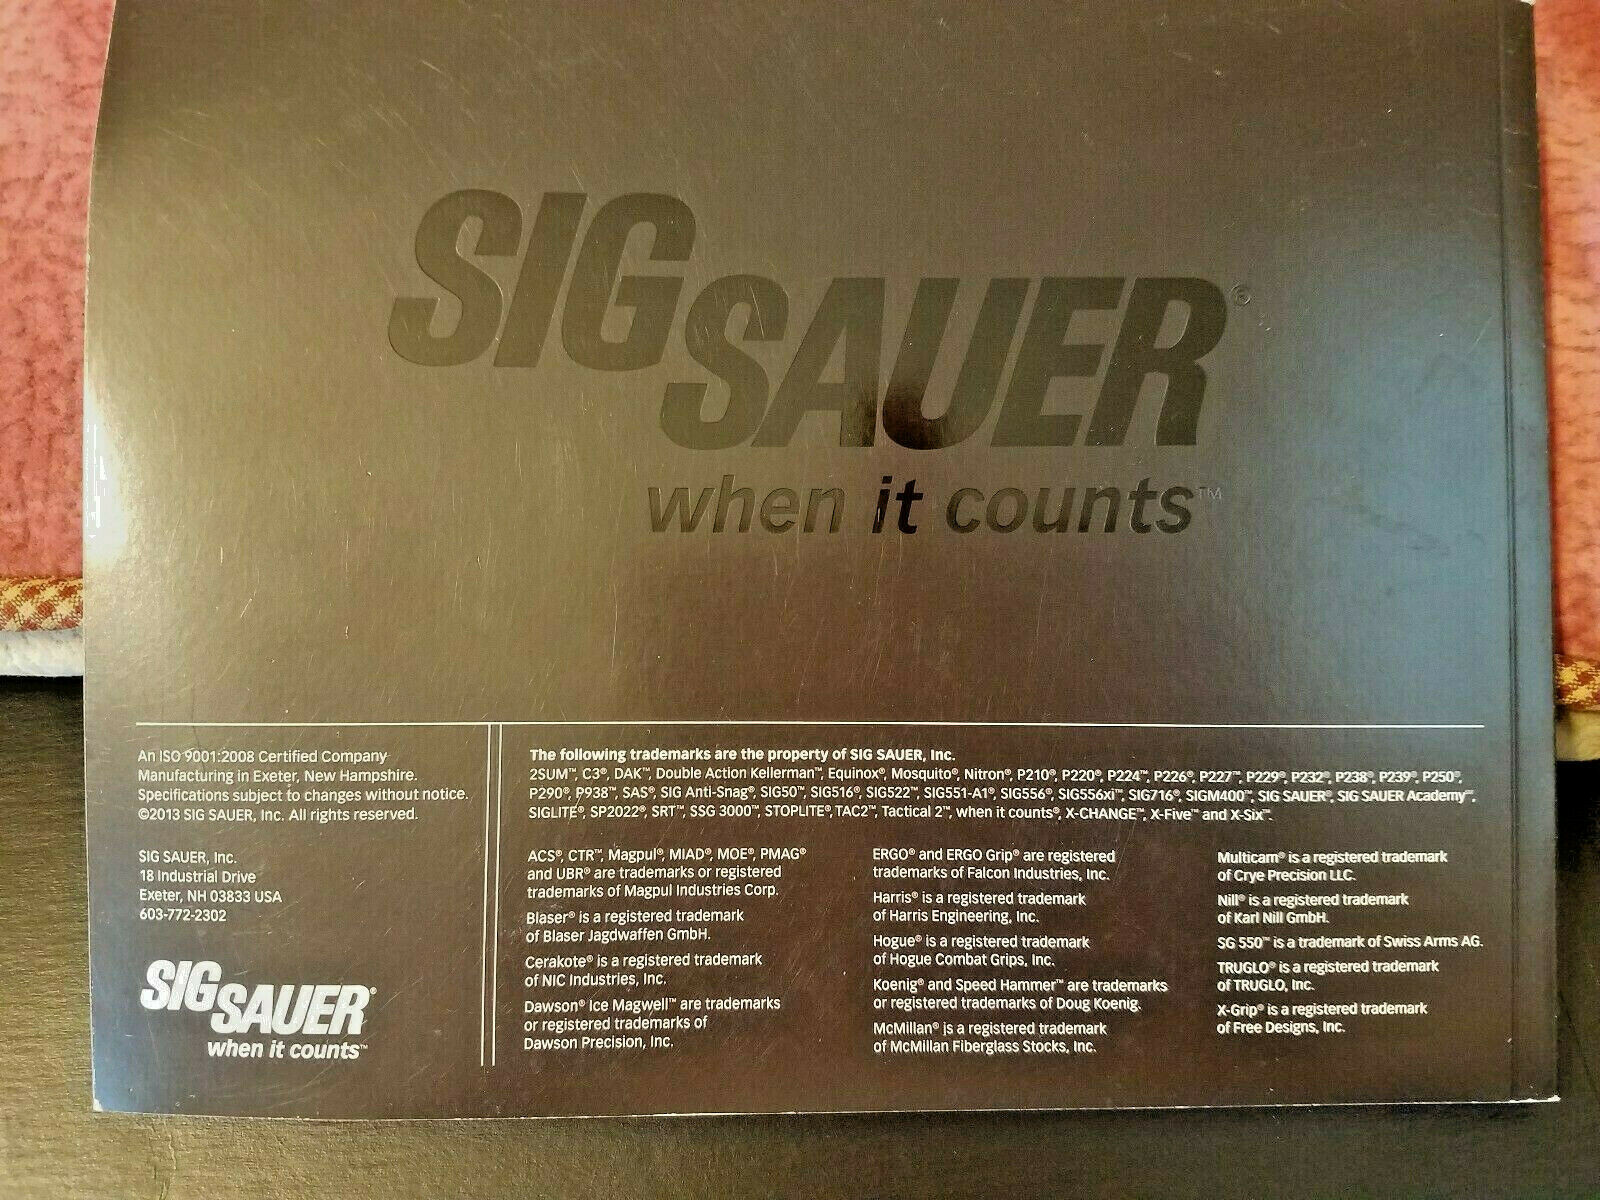 SIG
SAUER®
when it counts™
An ISO 9001:2008 Certified Company
Manufacturing in Exeter, New Hampshire.
Specifications subject to changes without notice.
©2013 SIG SAUER, Inc. All rights reserved.
SIG SAUER, Inc.
18 Industrial Drive
Exeter, NH 03833 USA
603-772-2302
SIG
SAUER®
when it counts™
The following trademarks are the property of SIG SAUER, Inc.
2SUM™, C3®, DAK™, Double Action Kellerman™, Equinox®, Mosquito®, Nitron®, P210®, P220®, P224™, P226®, P227™, P229®, P232®, P238®, P239®, P250®,
P290®, P938™, SAS®, SIG Anti-Snag®, SIG50™, SIG516®, SIG522™, SIG551-A1®, SIG556®, SIG556xi™, SIG716®, SIGM400™, SIG SAUER®, SIG SAUER Academy℠,
SIGLITE®, SP2022®, SRT™, SSG 3000™, STOPLITE®, TAC2™, Tactical 2™, when it counts®, X-CHANGE™, X-Five™ and X-Six™.
ACS®, CTR™, Magpul®, MIAD®, MOE®, PMAG®
and UBR® are trademarks or registered
trademarks of Magpul Industries Corp.
Blaser® is a registered trademark
of Blaser Jagdwaffen GmbH.
Cerakote® is a registered trademark
of NIC Industries, Inc.
Dawson® Ice Magwell™ are trademarks
or registered trademarks of
Dawson Precision, Inc.
ERGO® and ERGO Grip® are registered
trademarks of Falcon Industries, Inc.
Harris® is a registered trademark
of Harris Engineering, Inc.
Hogue® is a registered trademark
of Hogue Combat Grips, Inc.
Koenig® and Speed Hammer™ are trademarks
or registered trademarks of Doug Koenig.
McMillan® is a registered trademark
of McMillan Fiberglass Stocks, Inc.
Multicam® is a registered trademark
of Crye Precision LLC.
Nill® is a registered trademark
of Karl Nill GmbH.
SG 550™ is a trademark of Swiss Arms AG.
TRUGLO® is a registered trademark
of TRUGLO, Inc.
X-Grip® is a registered trademark
of Free Designs, Inc.